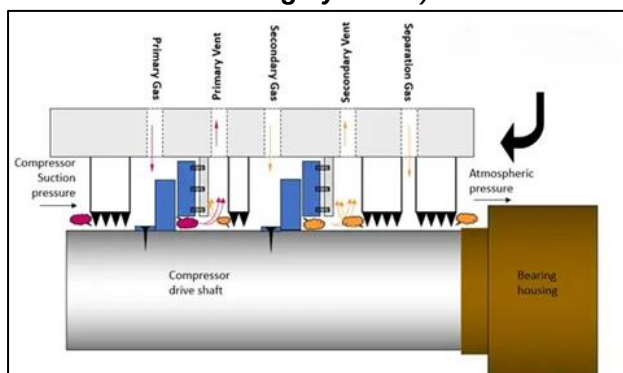 Primary Gas
Primary Vent
Secondary Gas
Secondary Vent
Separation Gas
Compressor
Suction
pressure
Atmospheric
pressure
Compressor
drive shaft
Bearing
housing